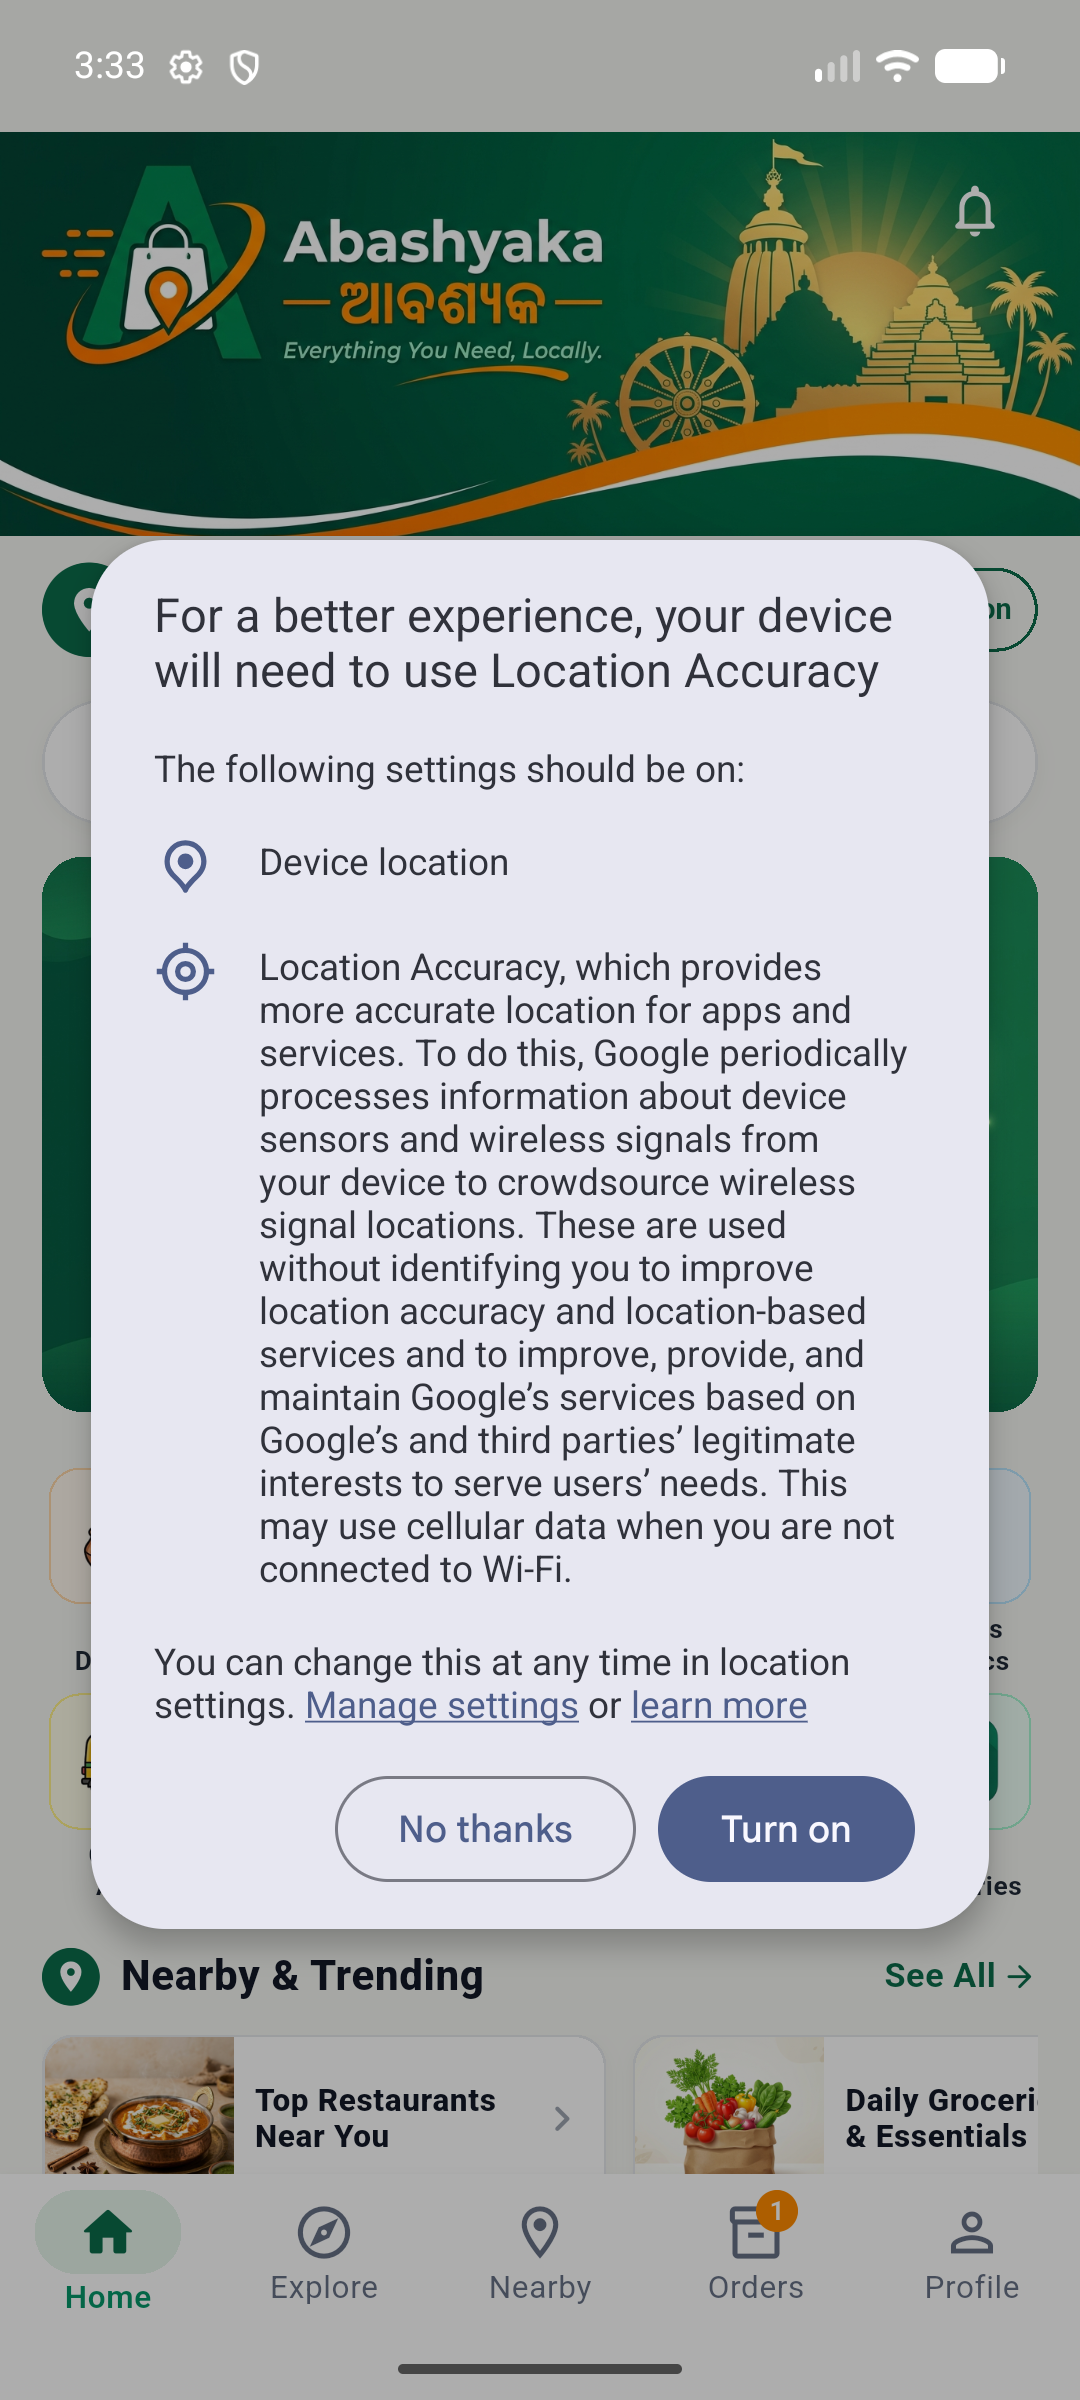 3:33
Abashyaka
ଆବଶ୍ୟକ
Everything You Need, Locally.
on
For a better experience, your device
will need to use Location Accuracy
The following settings should be on:
Device location
Location Accuracy, which provides
more accurate location for apps and
services. To do this, Google periodically
processes information about device
sensors and wireless signals from
your device to crowdsource wireless
signal locations. These are used
without identifying you to improve
location accuracy and location-based
services and to improve, provide, and
maintain Google’s services based on
Google’s and third parties’ legitimate
interests to serve users’ needs. This
may use cellular data when you are not
connected to Wi-Fi.
You can change this at any time in location
settings. Manage settings or learn more
No thanks
Turn on
Nearby & Trending
See All →
Top Restaurants
Near You
Daily Groceri
& Essentials
1
Home
Explore
Nearby
Orders
Profile